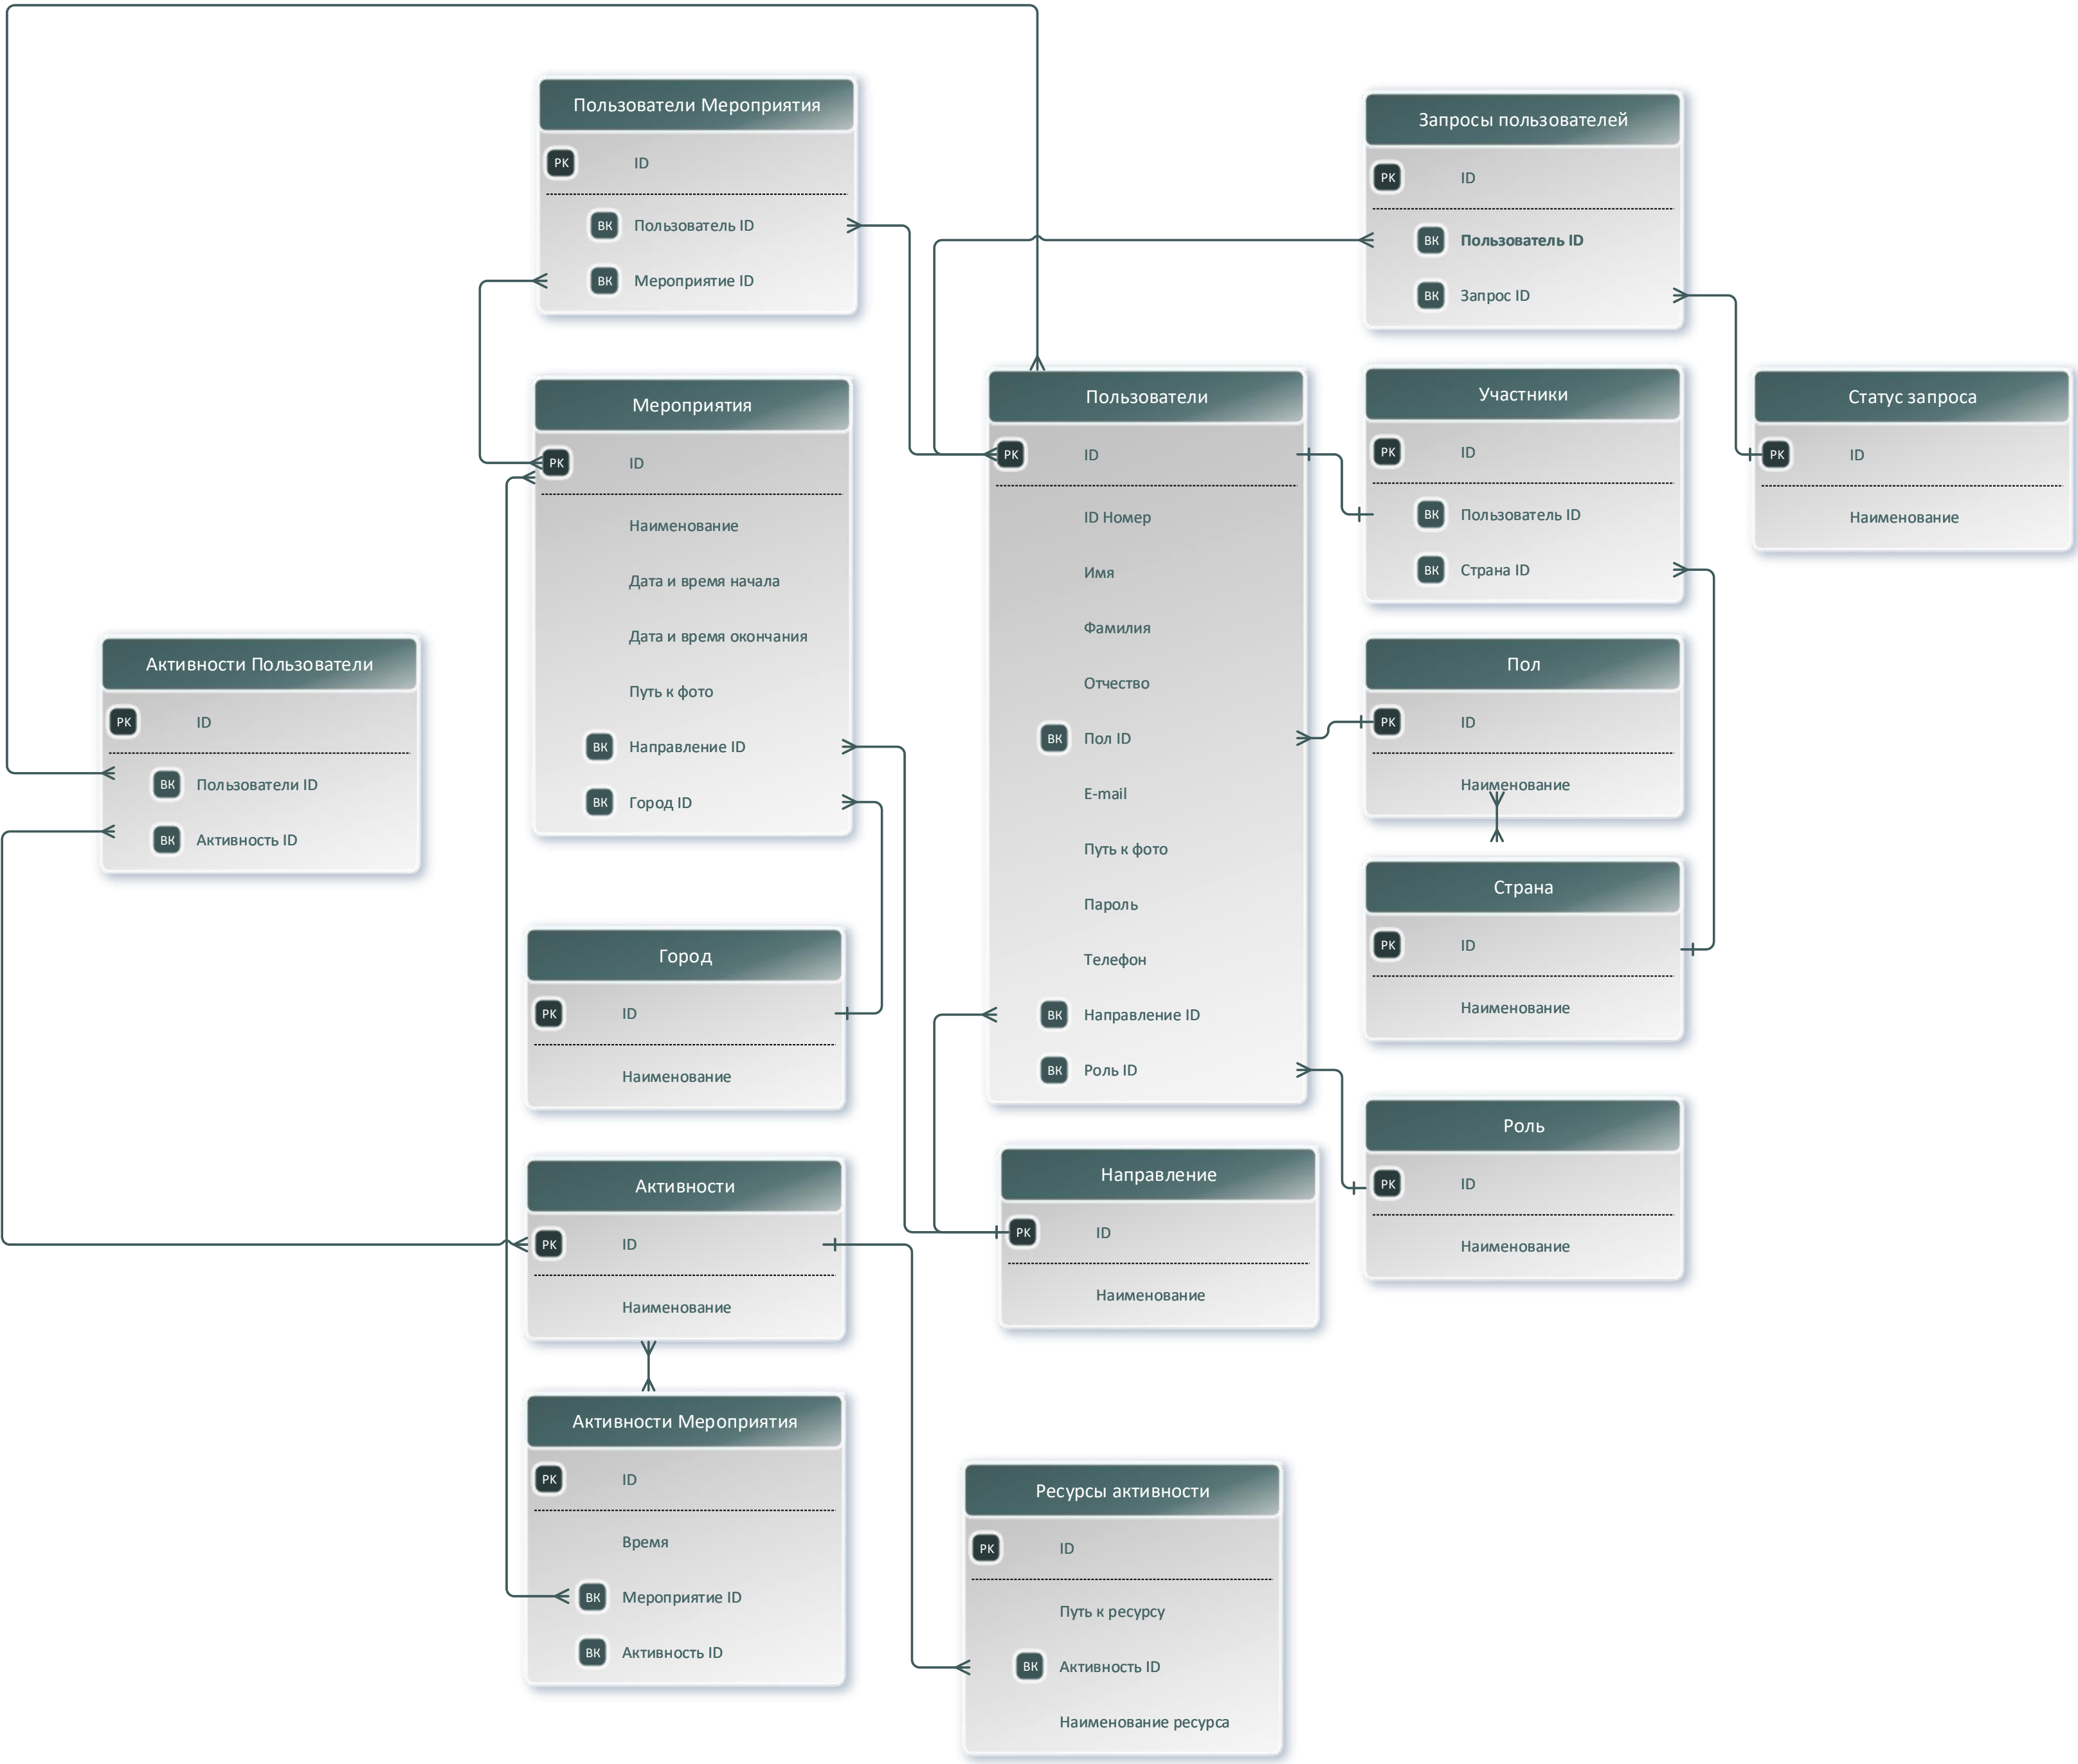 Пользователи Мероприятия
PK ID
ВК Пользователь ID
ВК Мероприятие ID
Запросы пользователей
PK ID
ВК Пользователь ID
ВК Запрос ID
Мероприятия
PK ID
Наименование
Дата и время начала
Дата и время окончания
Путь к фото
ВК Направление ID
ВК Город ID
Пользователи
PK ID
ID Номер
Имя
Фамилия
Отчество
ВК Пол ID
E-mail
Путь к фото
Пароль
Телефон
ВК Направление ID
ВК Роль ID
Участники
PK ID
ВК Пользователь ID
ВК Страна ID
Статус запроса
PK ID
Наименование
Активности Пользователи
PK ID
ВК Пользователи ID
ВК Активность ID
Пол
PK ID
Наименование
Страна
PK ID
Наименование
Город
PK ID
Наименование
Роль
PK ID
Наименование
Активности
PK ID
Наименование
Направление
PK ID
Наименование
Активности Мероприятия
PK ID
Время
ВК Мероприятие ID
ВК Активность ID
Ресурсы активности
PK ID
Путь к ресурсу
ВК Активность ID
Наименование ресурса